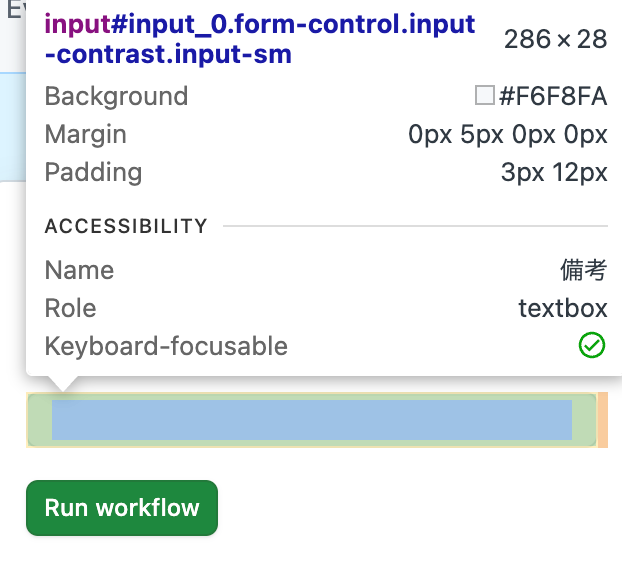 input#input_0.form-control.input
-contrast.input-sm
286 × 28
Background #F6F8FA
Margin 0px 5px 0px 0px
Padding 3px 12px
ACCESSIBILITY
Name 備考
Role textbox
Keyboard-focusable
Run workflow